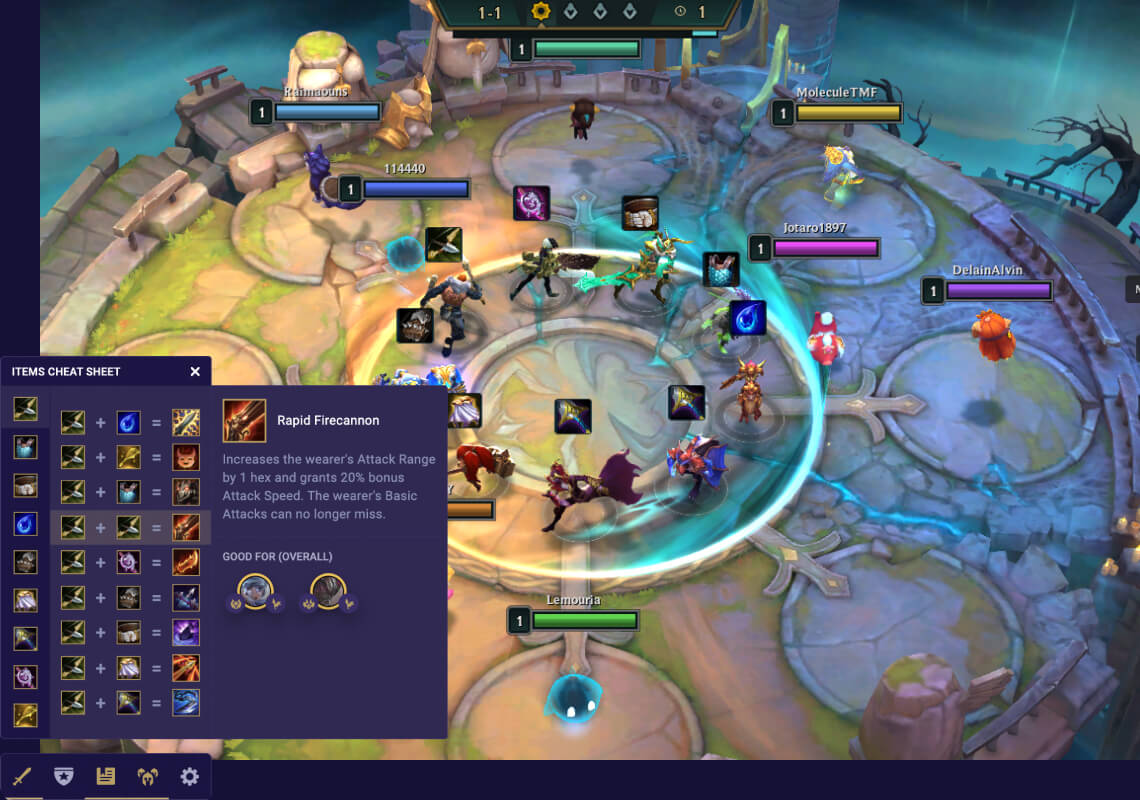 1-1
1
1
Raimaouns
1
MoleculeTMF
1
114440
1
Jotaro1897
1
DelainAlvin
1
ITEMS CHEAT SHEET
×
+ =
+ =
+ =
+ =
+ =
+ =
+ =
+ =
+ =
Rapid Firecannon
Increases the wearer's Attack Range
by 1 hex and grants 20% bonus
Attack Speed. The wearer's Basic
Attacks can no longer miss.
GOOD FOR (OVERALL)
Y
Lemouria
1